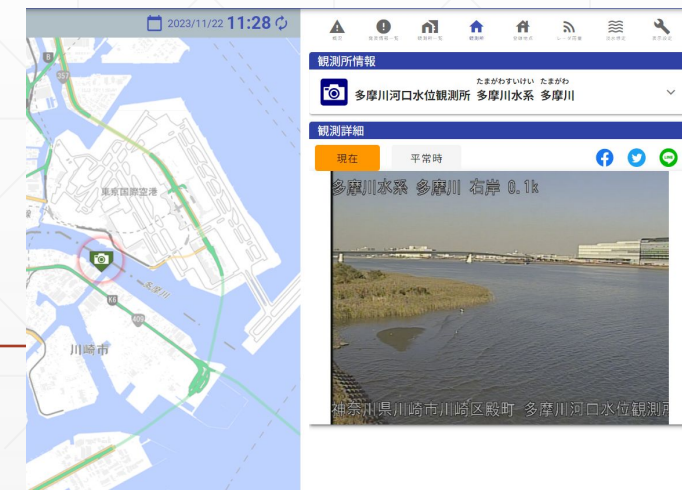 2023/11/22 11:28
357
東京国際空港
多摩川
K6
409
川崎市
観測所
観測所情報
たまがわすいけい たまがわ
多摩川河口水位観測所 多摩川水系 多摩川
観測詳細
現在
平常時
多摩川水系 多摩川 右岸 0.1k
神奈川県川崎市川崎区殿町 多摩川河口水位観測所